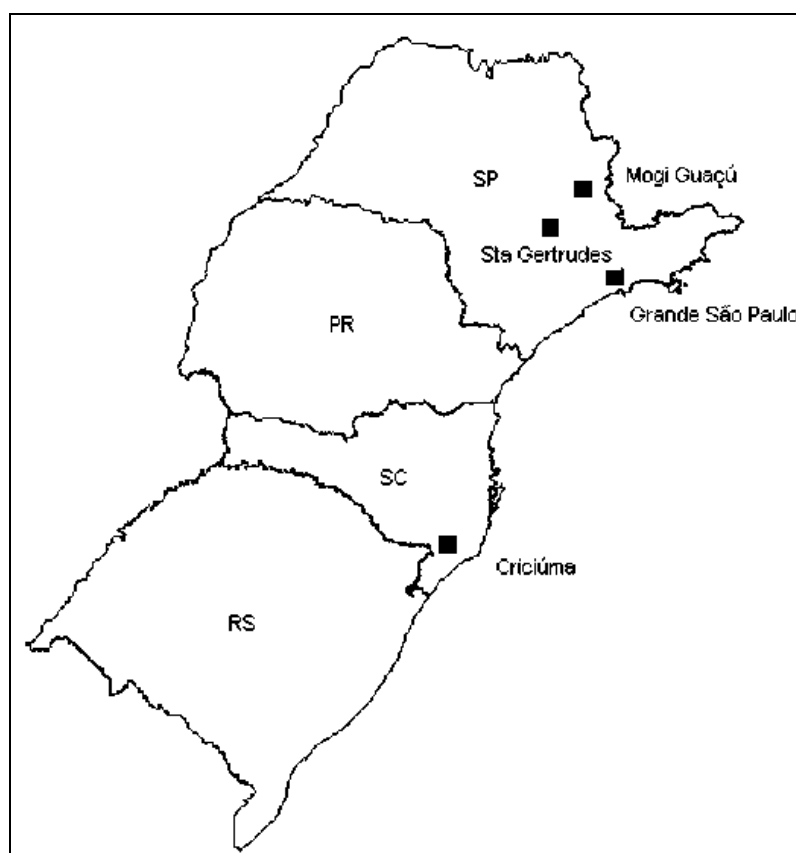 SP
Mogi Guaçú
Sta Gertrudes
Grande São Paulo
PR
SC
Criciúma
RS